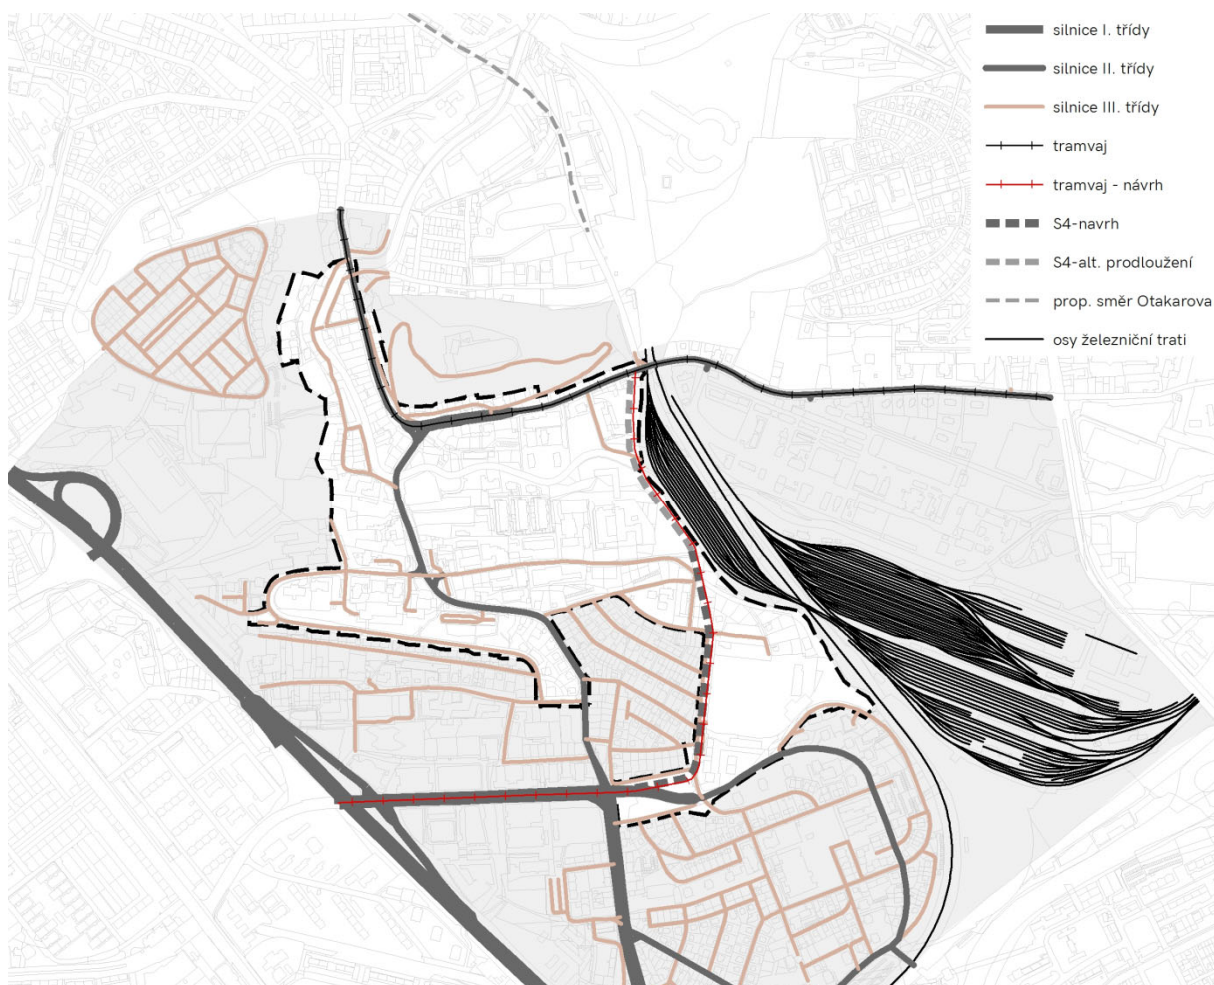 silnice I. třídy
silnice II. třídy
silnice III. třídy
tramvaj
tramvaj - návrh
S4-navrh
S4-alt. prodloužení
prop. směr Otakarova
osy železniční trati